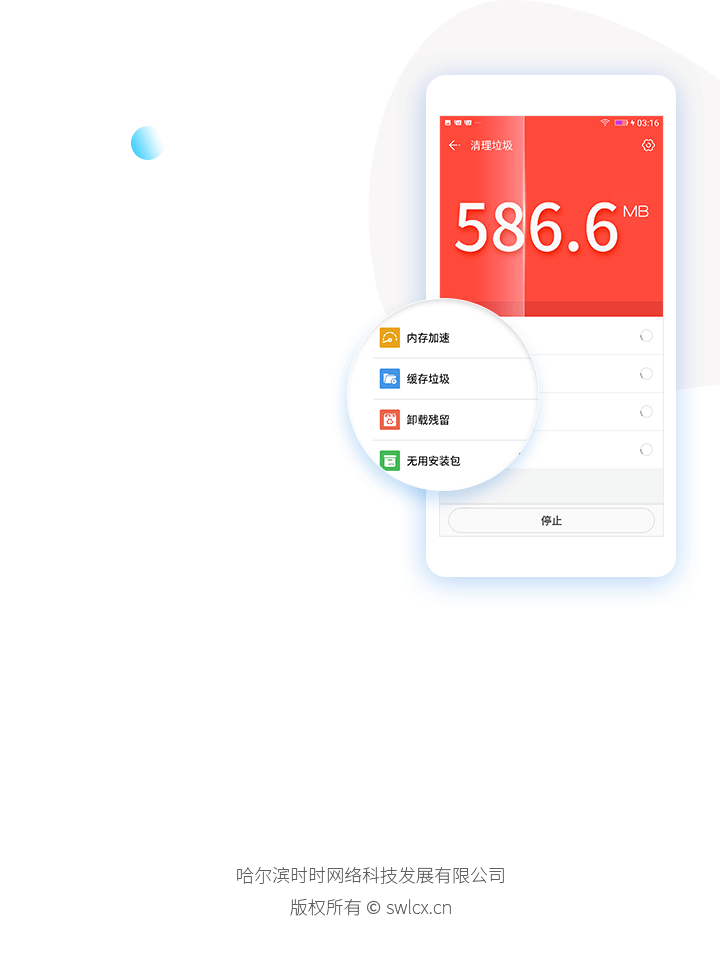 03:16
清理垃圾
586.6 MB
内存加速
缓存垃圾
卸载残留
无用安装包
停止
哈尔滨时时网络科技发展有限公司
版权所有 © swlcx.cn